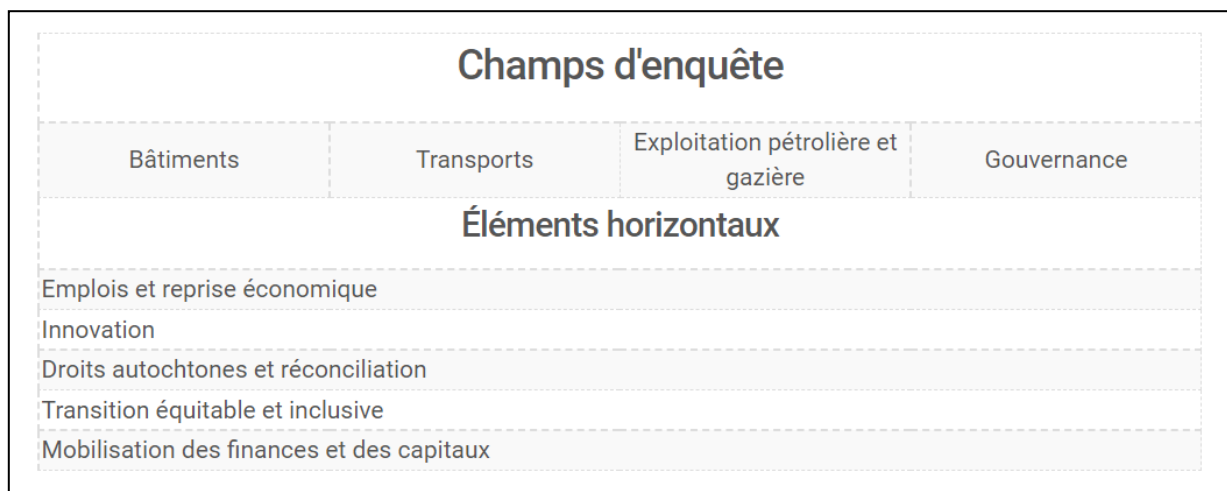 Champs d'enquête
Bâtiments
Transports
Exploitation pétrolière et
gazière
Gouvernance
Éléments horizontaux
Emplois et reprise économique
Innovation
Droits autochtones et réconciliation
Transition équitable et inclusive
Mobilisation des finances et des capitaux